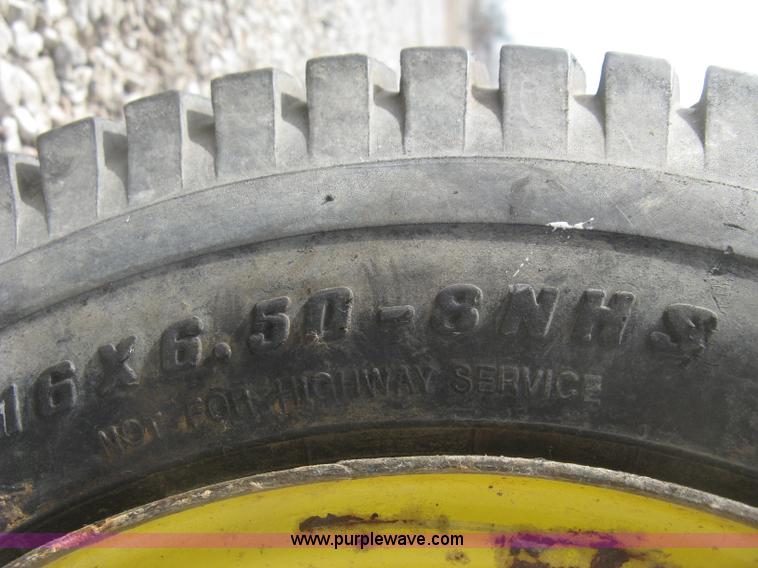 16X6.50-8NHS
NOT FOR HIGHWAY SERVICE
www.purplewave.com